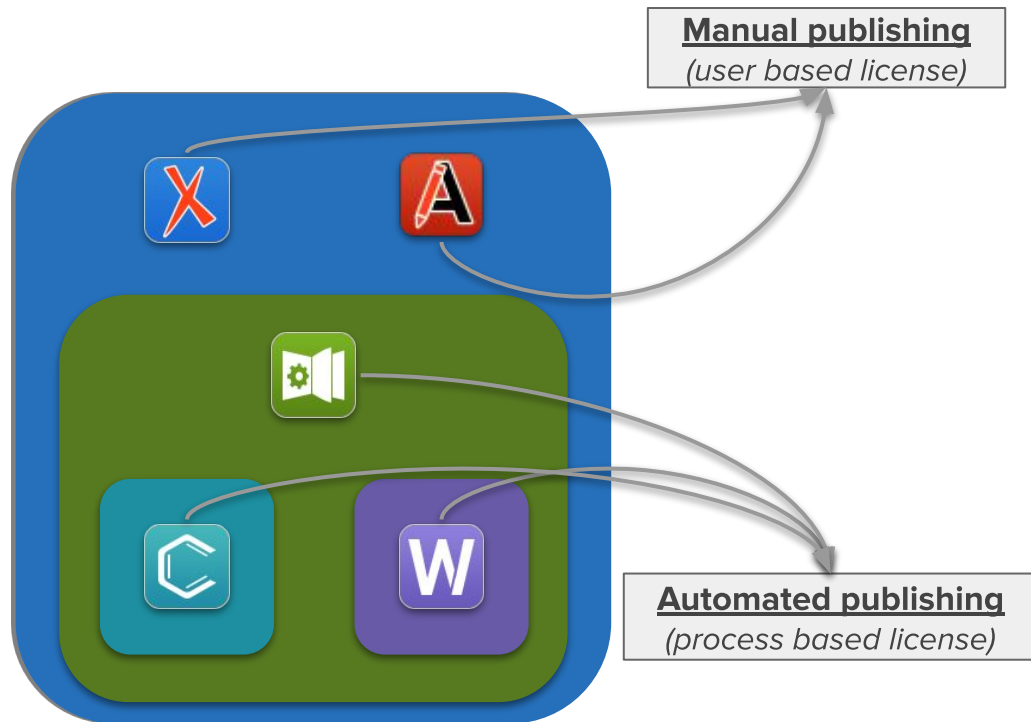 Manual publishing
(user based license)
X
A
C
W
Automated publishing
(process based license)